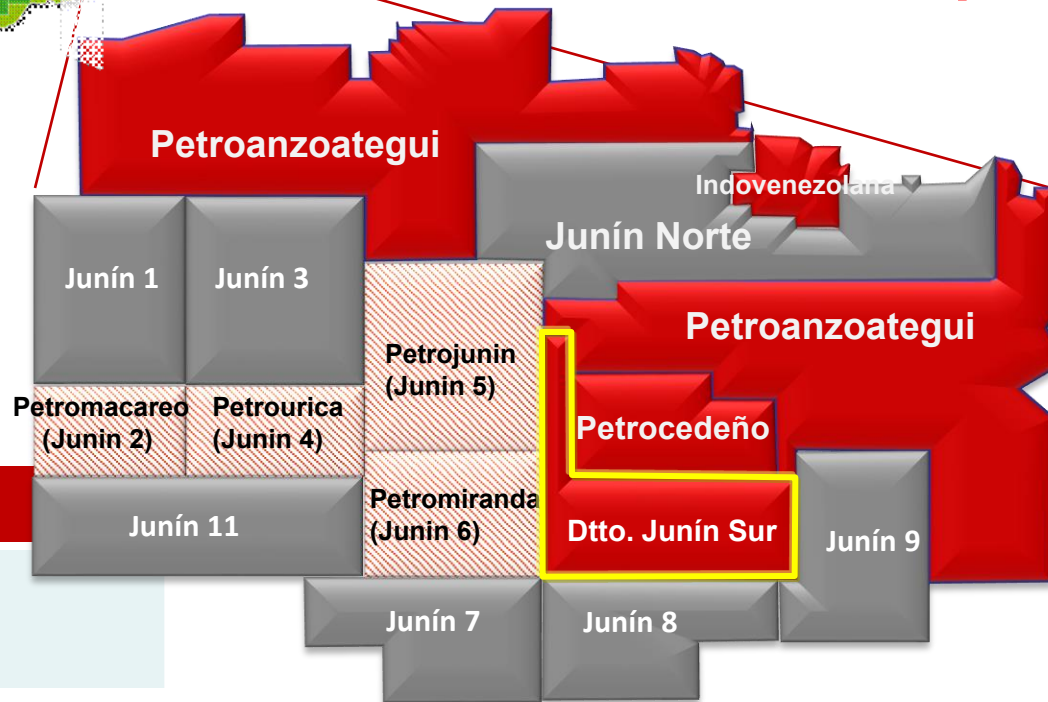 Petroanzoategui
Indovenezolana
Junín Norte
Junín 1
Junín 3
Petroanzoategui
Petrojunin
(Junin 5)
Petromacareo
(Junin 2)
Petrourica
(Junin 4)
Petrocedeño
Petromiranda
(Junin 6)
Junín 11
Dtto. Junín Sur
Junín 9
Junín 7
Junín 8